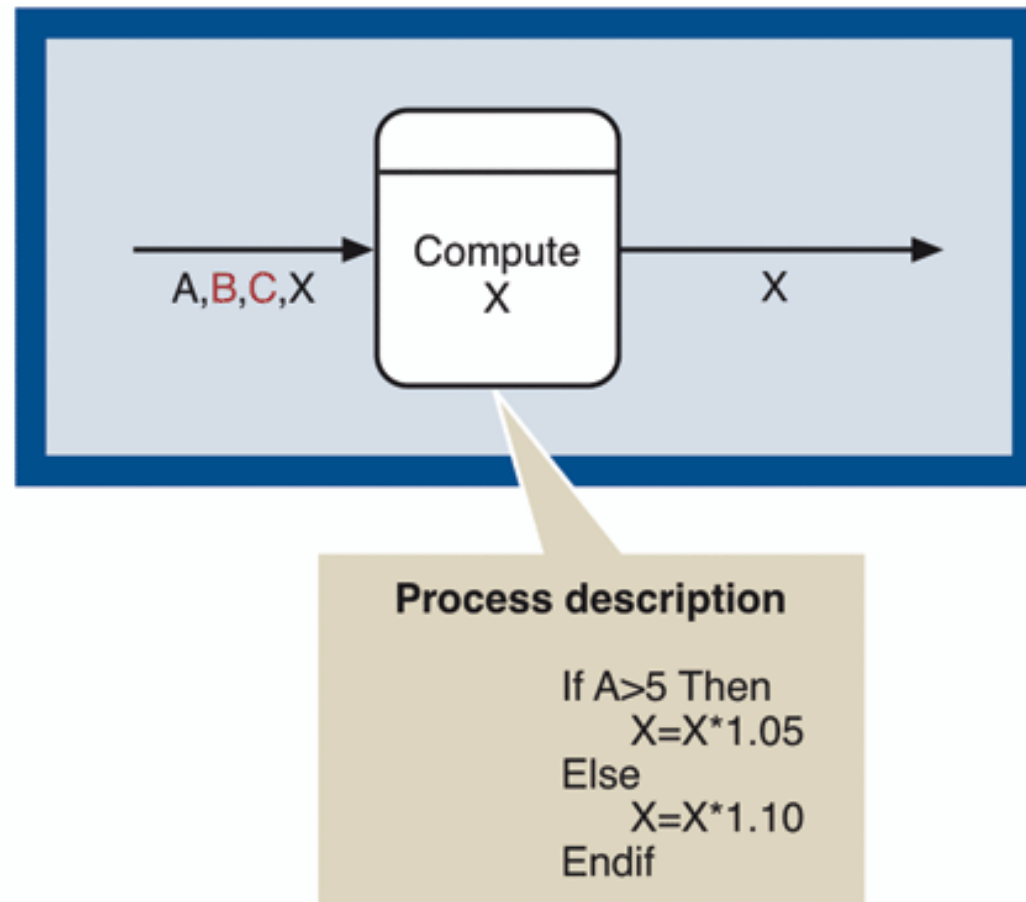 Compute
X
A,B,C,X
X
Process description
If A>5 Then
X=X*1.05
Else
X=X*1.10
Endif